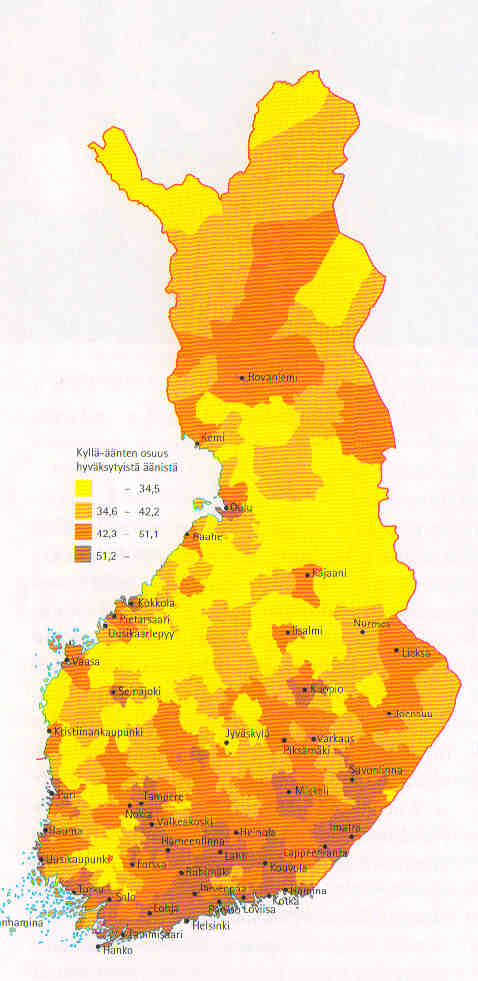 Rovaniemi
Kemi
Kyllä-äänten osuus
hyväksytyistä äänistä
– 34,5
34,6 – 42,2
42,3 – 51,1
51,2 –
Oulu
Raahe
Kajaani
Kokkola
Pietarsaari
Uusikaarlepyy
Iisalmi
Nurmes
Lieksa
Vaasa
Seinäjoki
Kuopio
Joensuu
Kristiinankaupunki
Jyväskylä
Varkaus
Pieksämäki
Savonlinna
Pori
Tampere
Mikkeli
Nokia
Valkeakoski
Rauma
Heinola
Imatra
Hämeenlinna
Lahti
Lappeenranta
Uusikaupunki
Forssa
Riihimäki
Kouvola
Turku
Salo
Järvenpää
Hamina
Kotka
Porvoo
Loviisa
Lohja
nhamina
Helsinki
Tammisaari
Hanko